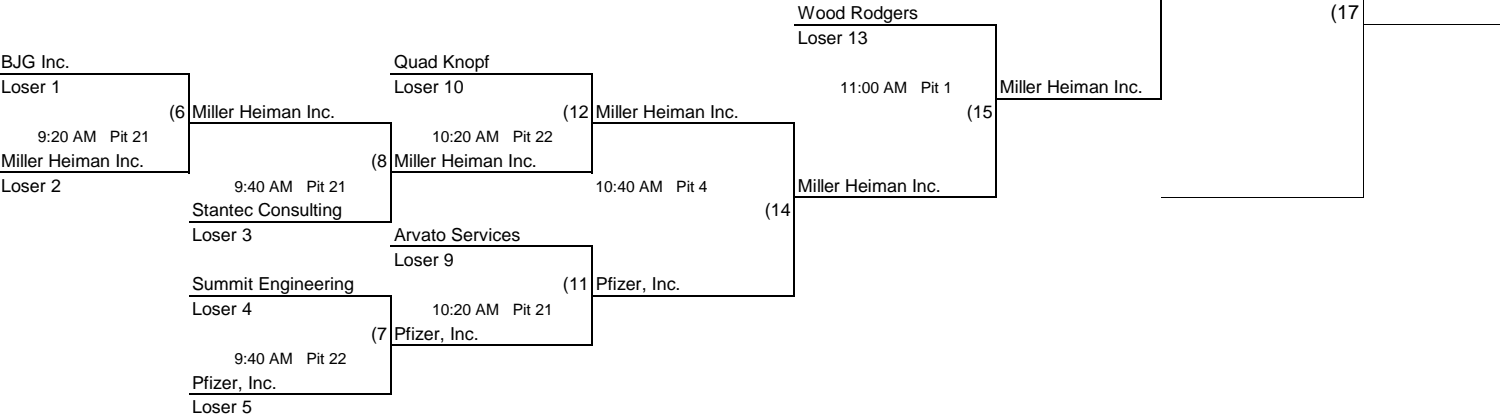 Wood Rodgers
(17
Loser 13
BJG Inc.
Quad Knopf
Loser 1
Loser 10
11:00 AM Pit 1
Miller Heiman Inc.
(6 Miller Heiman Inc.
(12 Miller Heiman Inc.
(15
9:20 AM Pit 21
10:20 AM Pit 22
Miller Heiman Inc.
(8 Miller Heiman Inc.
Loser 2
9:40 AM Pit 21
10:40 AM Pit 4
Miller Heiman Inc.
Stantec Consulting
(14
Loser 3
Arvato Services
Loser 9
Summit Engineering
(11 Pfizer, Inc.
Loser 4
10:20 AM Pit 21
(7 Pfizer, Inc.
9:40 AM Pit 22
Pfizer, Inc.
Loser 5